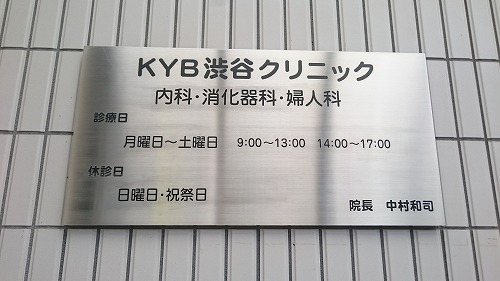 KYB渋谷クリニック
内科・消化器科・婦人科
診療日
月曜日～土曜日 9:00～13:00 14:00～17:00
休診日
日曜日・祝祭日
院長 中村和司